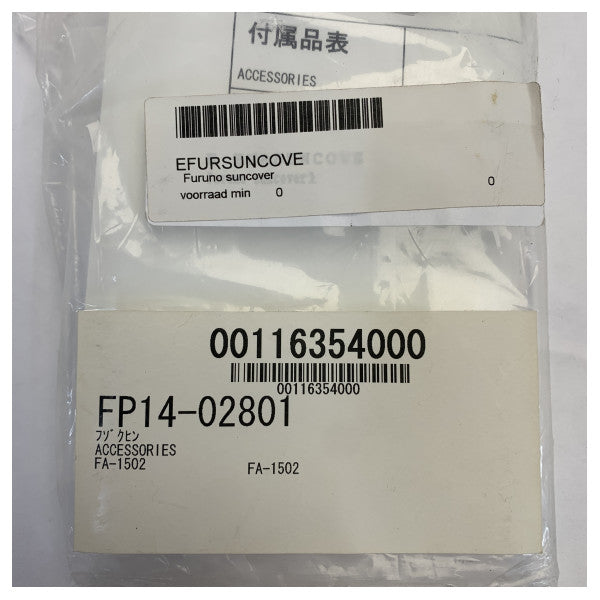 付属品表
ACCESSORIES
EFURSUNCOVE
Furuno suncover
voorraad min 0 0
00116354000
00116354000
FP14-02801
フゾクヒン
ACCESSORIES
FA-1502 FA-1502